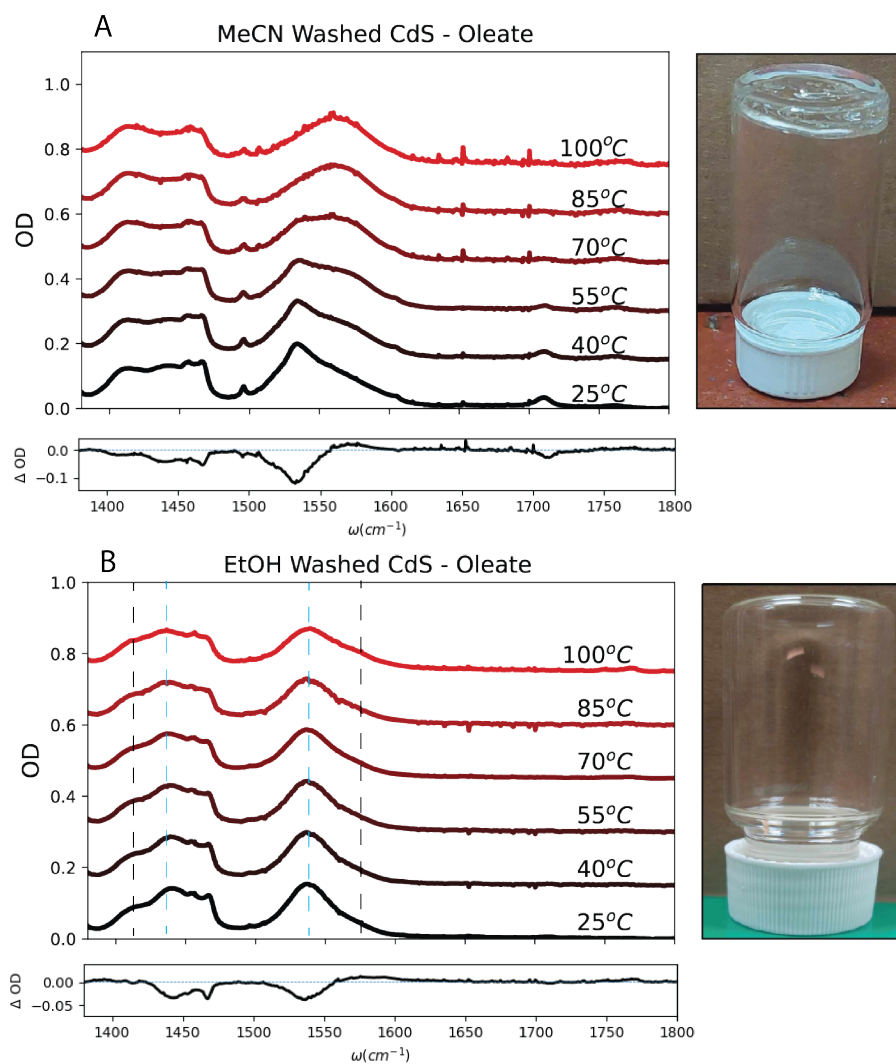 A
MeCN Washed CdS - Oleate
1.0
0.8
0.6
0.4
0.2
0.0
OD
100°C
85°C
70°C
55°C
40°C
25°C
0.0
−0.1
Δ OD
1400 1450 1500 1550 1600 1650 1700 1750 1800
ω(cm⁻¹)
B
EtOH Washed CdS - Oleate
1.0
0.8
0.6
0.4
0.2
0.0
OD
100°C
85°C
70°C
55°C
40°C
25°C
0.00
−0.05
Δ OD
1400 1450 1500 1550 1600 1650 1700 1750 1800
ω(cm⁻¹)